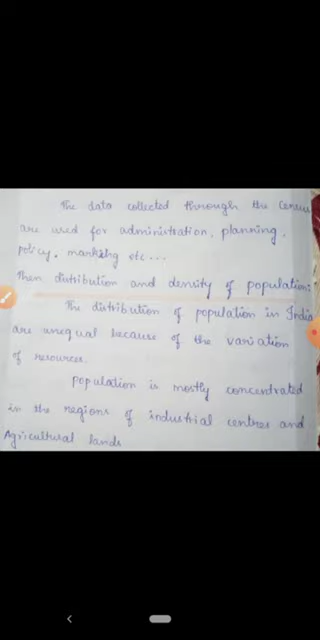 The data collected through the Census
are used for administration, planning,
policy, marketing etc...
Then distribution and density of population:
The distribution of population in India
are unequal because of the variation
of resources.
population is mostly concentrated
in the regions of industrial centres and
Agricultural lands